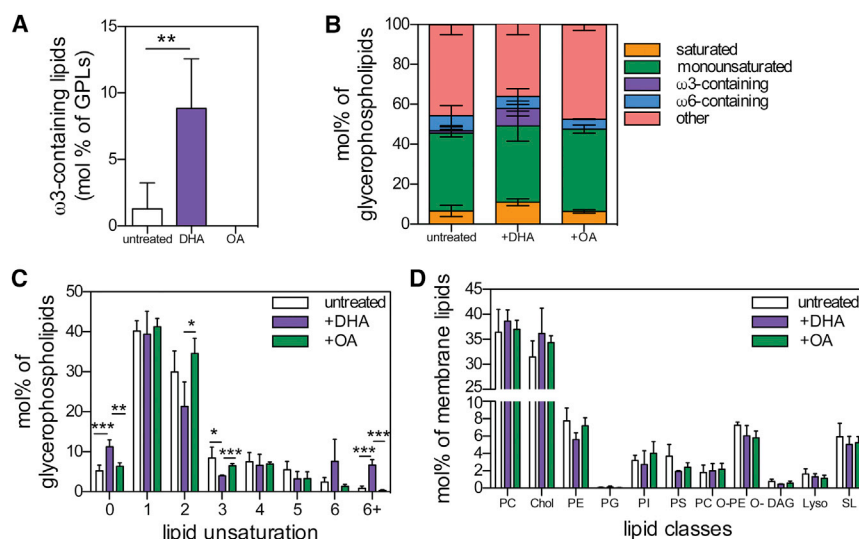 A
ω3-containing lipids
(mol % of GPLs)
15
10
5
0
**
untreated DHA OA
B
mol% of
glycerophospholipids
100
80
60
40
20
0
untreated +DHA +OA
saturated
monounsaturated
ω3-containing
ω6-containing
other
C
mol% of
glycerophospholipids
50
40
30
20
10
0
untreated
+DHA
+OA
*** ** * * *** *** ***
0 1 2 3 4 5 6 6+
lipid unsaturation
D
mol% of membrane lipids
45
40
35
30
25
8
6
4
2
0
untreated
+DHA
+OA
PC Chol PE PG PI PS PC O-PE O- DAG Lyso SL
lipid classes